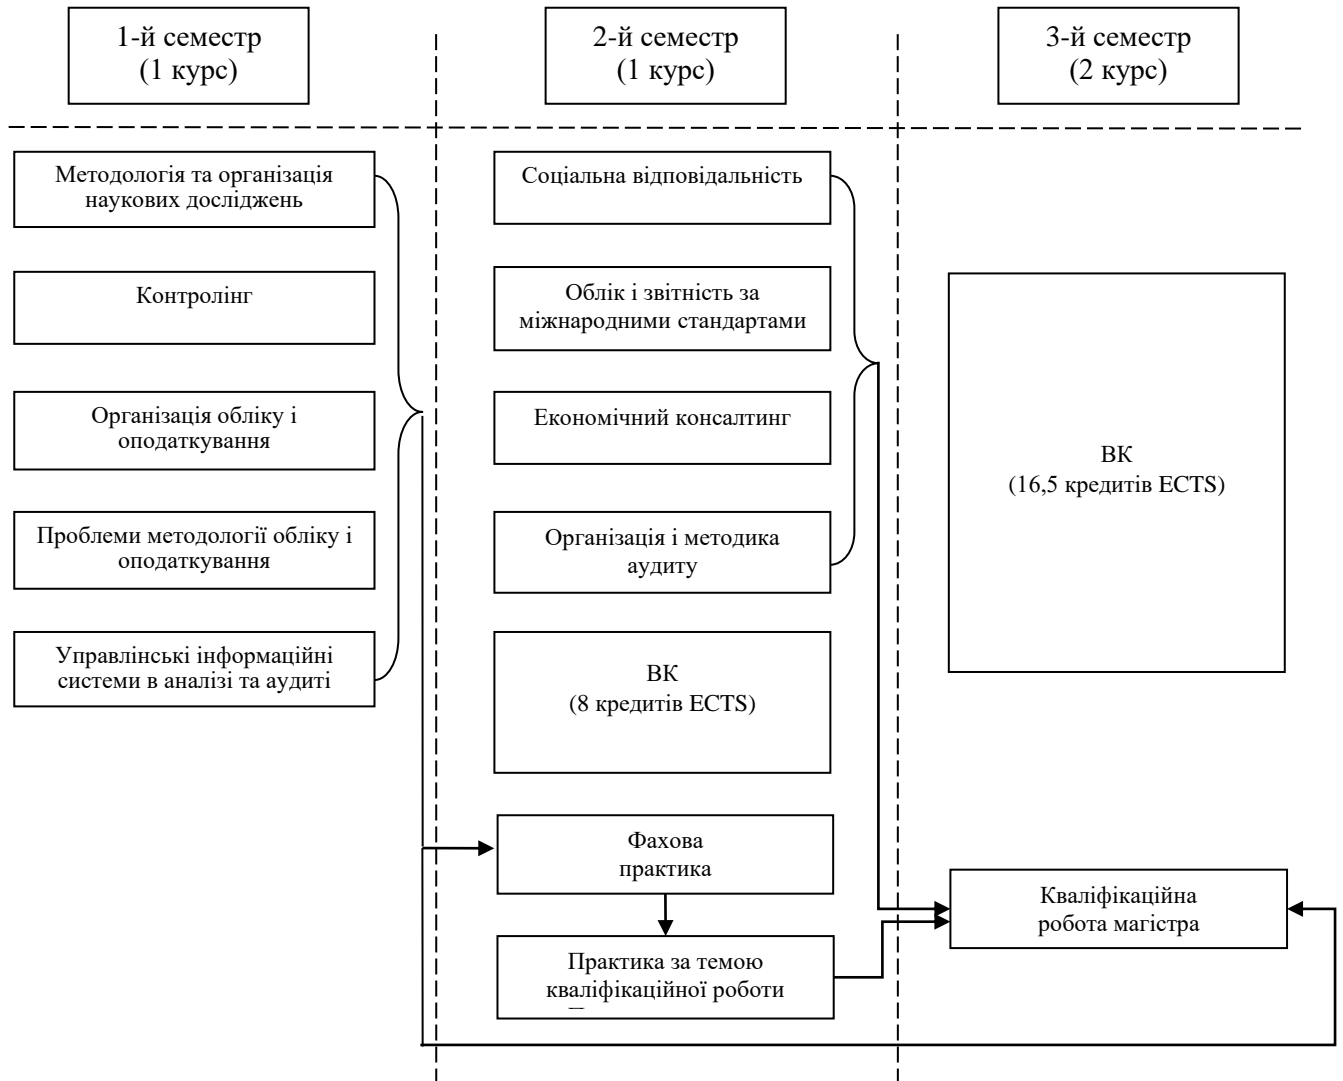 1-й семестр
(1 курс)
2-й семестр
(1 курс)
3-й семестр
(2 курс)
Методологія та організація
наукових досліджень
Контролінг
Організація обліку і
оподаткування
Проблеми методології обліку і
оподаткування
Управлінські інформаційні
системи в аналізі та аудиті
Соціальна відповідальність
Облік і звітність за
міжнародними стандартами
Економічний консалтинг
Організація і методика
аудиту
ВК
(8 кредитів ECTS)
Фахова
практика
Практика за темою
кваліфікаційної роботи
ВК
(16,5 кредитів ECTS)
Кваліфікаційна
робота магістра